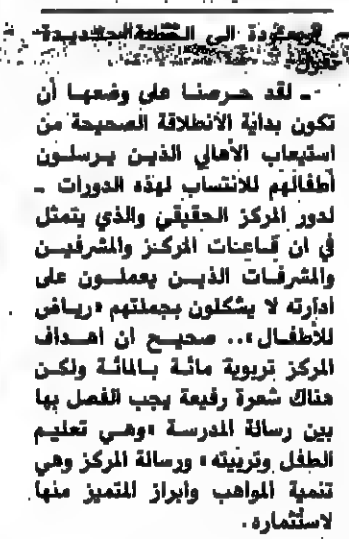 العودة الى
ـ لقد حرصنا على وضعها أن
تكون بداية الانطلاقة الصحيحة من
استيعاب الأهالي الذين يرسلون
أطفالهم للانتساب لهذه الدورات ـ
لدور المركز الحقيقي والذي يتمثل
في ان قاعات المركز والمشرفين
والمشرفات الذين يعملون على
ادارته لا يشكلون بجملتهم «رياض
للأطفال».. صحيح ان اهداف
المركز تربوية مائة بالمائة ولكن
هناك شعرة رفيعة يجب الفصل بها
بين رسالة المدرسة «وهي تعليم
الطفل وتربيته» ورسالة المركز وهي
تنمية المواهب وأبراز المتميز منها
لاستثماره.